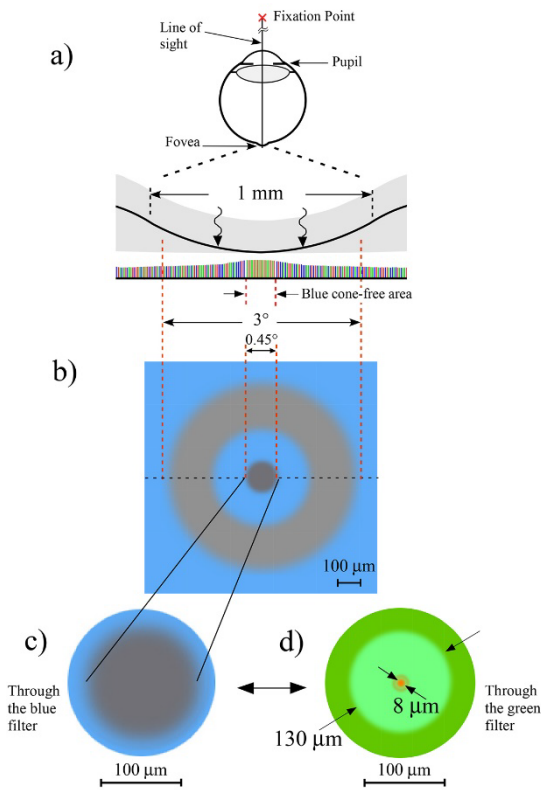 Fixation Point
Line of
sight
a)
Pupil
Fovea
1 mm
Blue cone-free area
3°
0.45°
b)
100 µm
c)
d)
Through
the blue
filter
8 µm
130 µm
Through
the green
filter
100 µm
100 µm